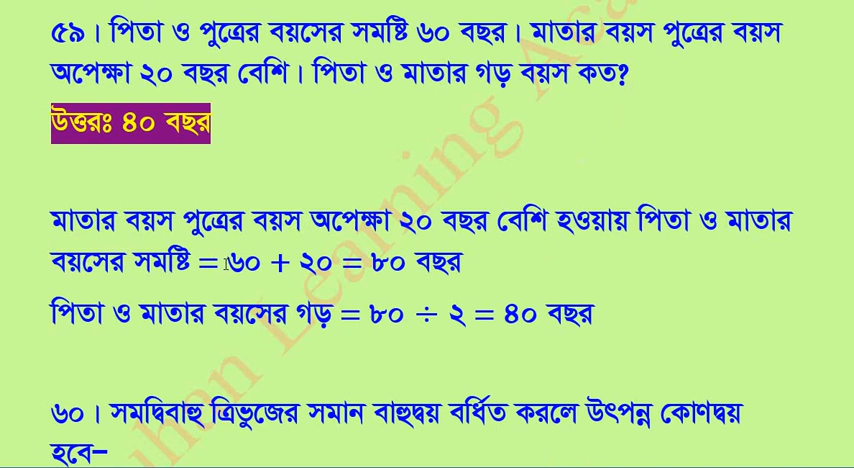 ৫৯। পিতা ও পুত্রের বয়সের সমষ্টি ৬০ বছর। মাতার বয়স পুত্রের বয়স
অপেক্ষা ২০ বছর বেশি। পিতা ও মাতার গড় বয়স কত?
উত্তরঃ ৪০ বছর
মাতার বয়স পুত্রের বয়স অপেক্ষা ২০ বছর বেশি হওয়ায় পিতা ও মাতার
বয়সের সমষ্টি = ৬০ + ২০ = ৮০ বছর
পিতা ও মাতার বয়সের গড় = ৮০ ÷ ২ = ৪০ বছর
৬০। সমদ্বিবাহু ত্রিভুজের সমান বাহুদ্বয় বর্ধিত করলে উৎপন্ন কোণদ্বয়
হবে–
Learning